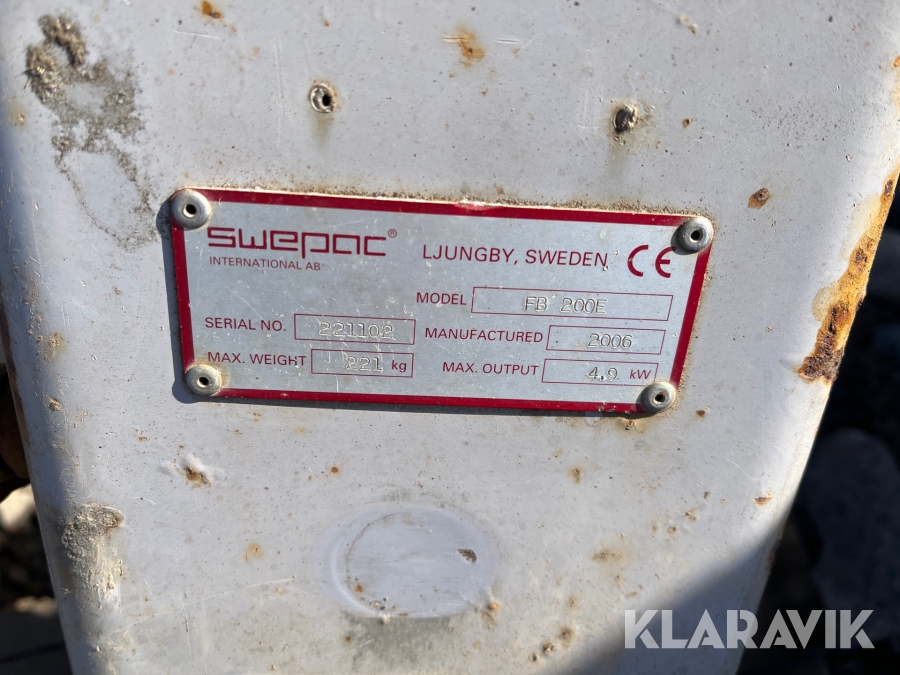 swepac®
INTERNATIONAL AB
LJUNGBY, SWEDEN CE
MODEL FB 200E
SERIAL NO. 221102 MANUFACTURED 2006
MAX. WEIGHT 221 kg MAX. OUTPUT 4.9 kW
KLARAVIK